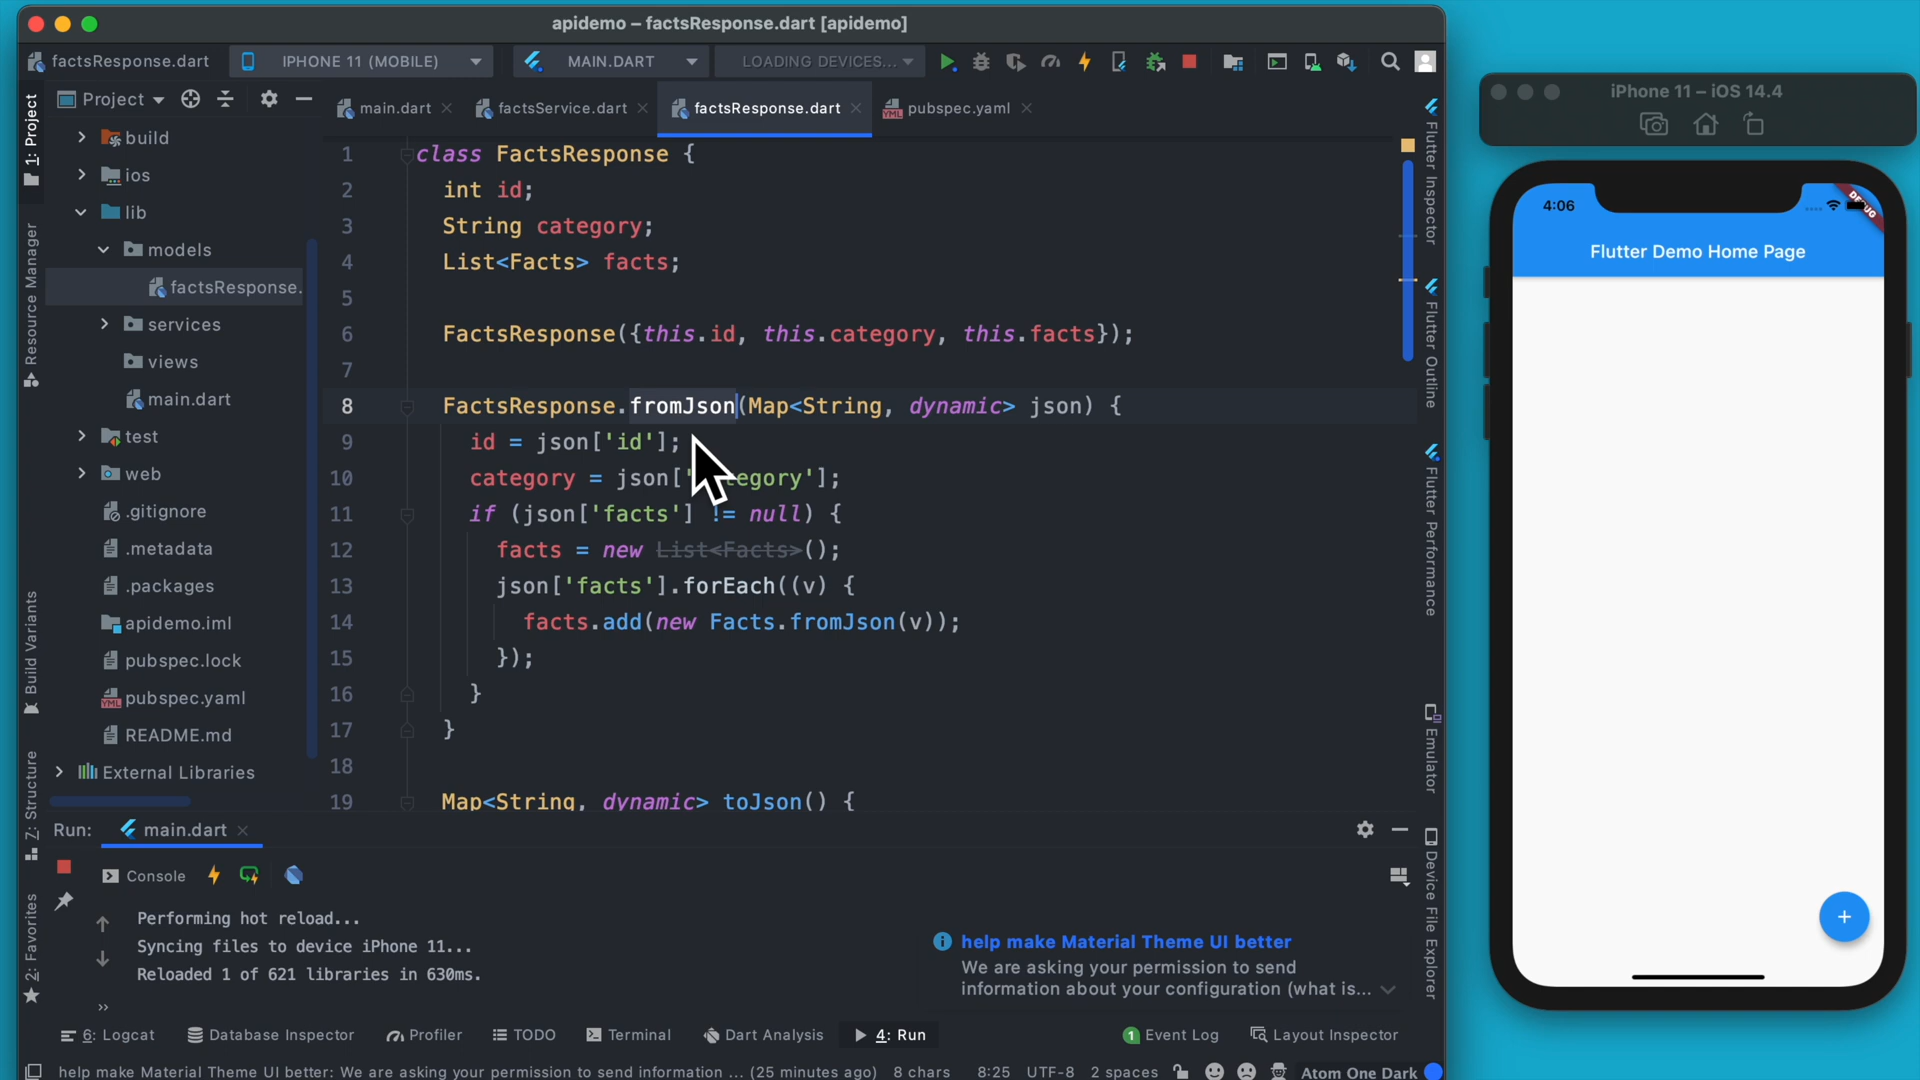 apidemo – factsResponse.dart [apidemo]
factsResponse.dart
IPHONE 11 (MOBILE)
MAIN.DART
LOADING DEVICES...
Project
main.dart
factsService.dart
factsResponse.dart
pubspec.yaml
1: Project
Resource Manager
Build Variants
Z: Structure
2: Favorites
build
ios
lib
models
factsResponse.
services
views
main.dart
test
web
.gitignore
.metadata
.packages
apidemo.iml
pubspec.lock
pubspec.yaml
README.md
External Libraries
1 class FactsResponse {
2 int id;
3 String category;
4 List<Facts> facts;
5
6 FactsResponse({this.id, this.category, this.facts});
7
8 FactsResponse.fromJson(Map<String, dynamic> json) {
9 id = json['id'];
10 category = json['tegory'];
11 if (json['facts'] != null) {
12 facts = new List<Facts>();
13 json['facts'].forEach((v) {
14 facts.add(new Facts.fromJson(v));
15 });
16 }
17 }
18
19 Map<String, dynamic> toJson() {
Flutter Inspector
Flutter Outline
Flutter Performance
Emulator
Device File Explorer
Run:
main.dart
Console
Performing hot reload...
Syncing files to device iPhone 11...
Reloaded 1 of 621 libraries in 630ms.
help make Material Theme UI better
We are asking your permission to send
information about your configuration (what is...
6: Logcat
Database Inspector
Profiler
TODO
Terminal
Dart Analysis
4: Run
1 Event Log
Layout Inspector
help make Material Theme UI better: We are asking your permission to send information ... (25 minutes ago)
8 chars
8:25
UTF-8
2 spaces
Atom One Dark
iPhone 11 – iOS 14.4
4:06
DEBUG
Flutter Demo Home Page
+